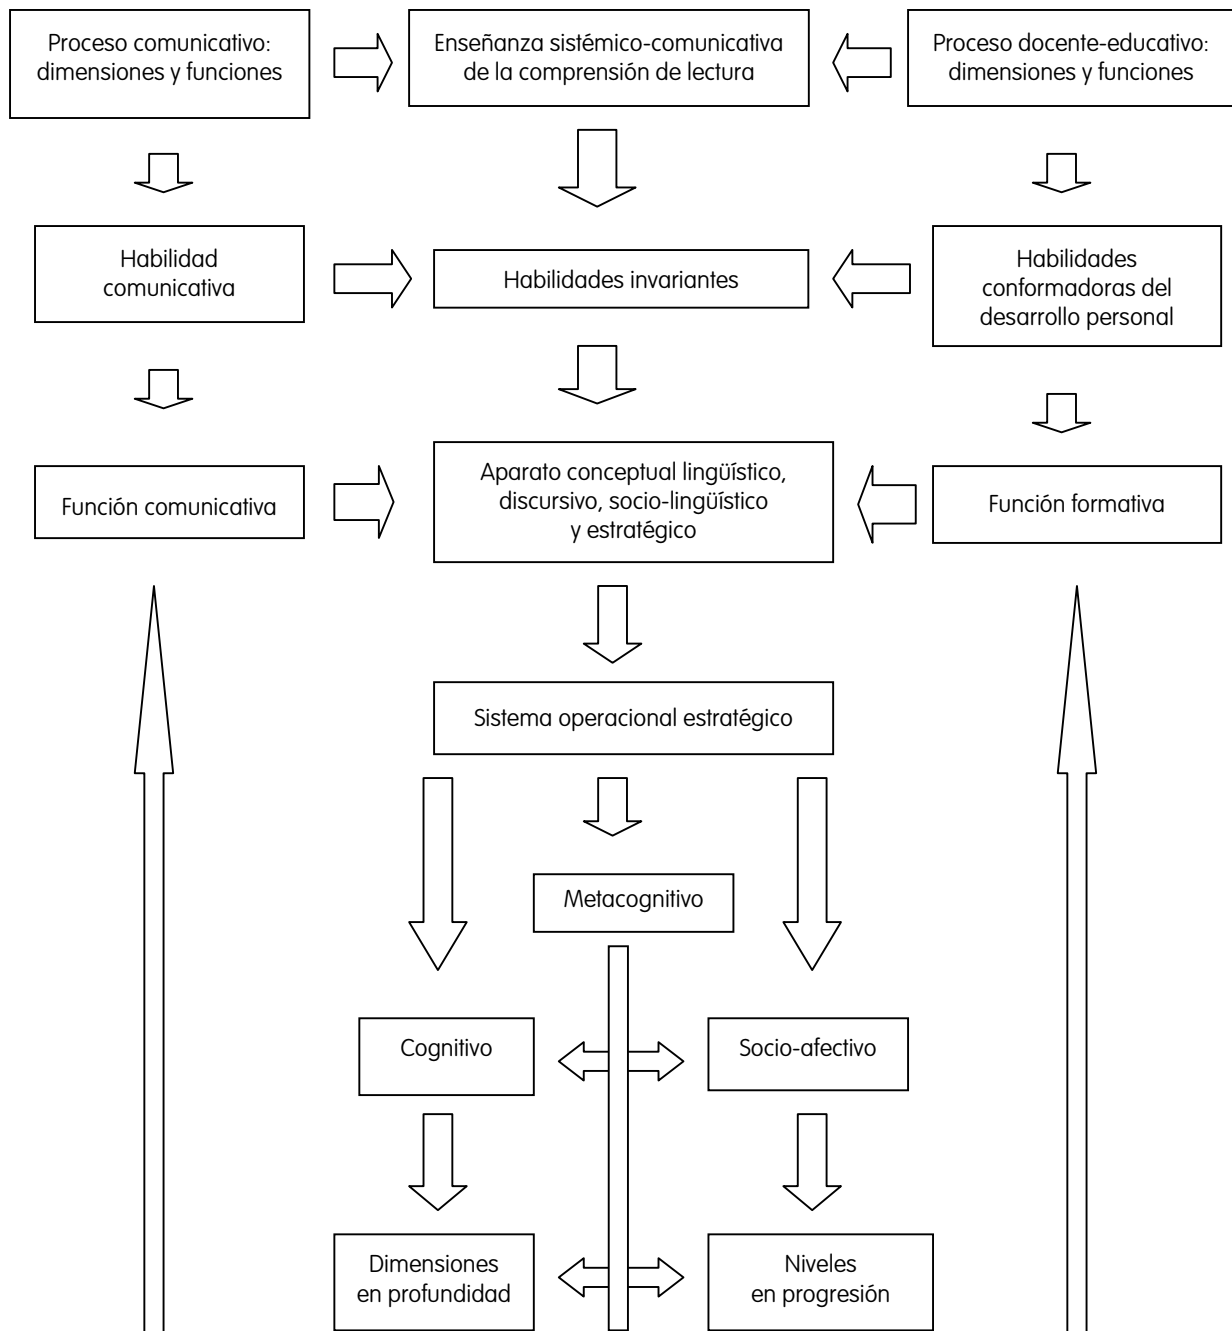 Proceso comunicativo:
dimensiones y funciones
Enseñanza sistémico-comunicativa
de la comprensión de lectura
Proceso docente-educativo:
dimensiones y funciones
Habilidad
comunicativa
Habilidades invariantes
Habilidades
conformadoras del
desarrollo personal
Función comunicativa
Aparato conceptual lingüístico,
discursivo, socio-lingüístico
y estratégico
Función formativa
Sistema operacional estratégico
Metacognitivo
Cognitivo
Socio-afectivo
Dimensiones
en profundidad
Niveles
en progresión